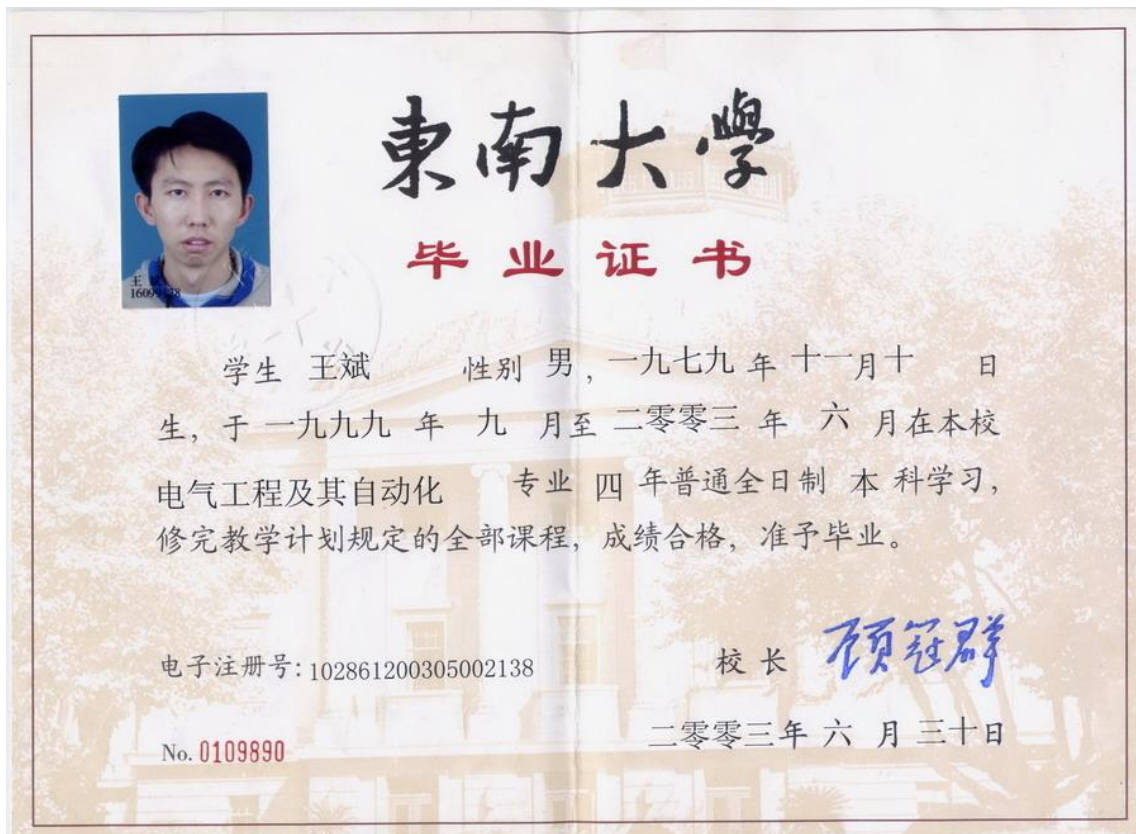 東南大學
毕业证书
王斌
学生 王斌 性别 男，一九七九 年 十一月十 日
生，于 一九九九 年 九 月至 二零零三 年 六 月在本校
电气工程及其自动化 专业 四 年普通全日制 本 科学习，
修完教学计划规定的全部课程，成绩合格，准予毕业。
电子注册号：102861200305002138
校长 顾冠群
No. 0109890
二零零三年 六 月 三十日